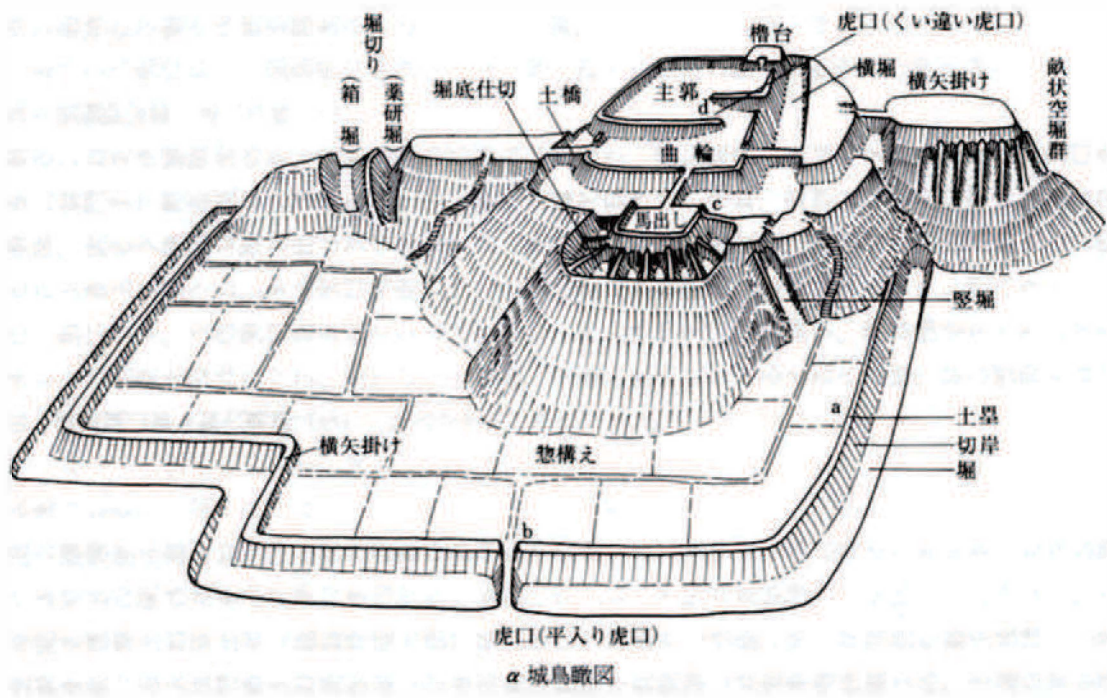 虎口(くい違い虎口)
櫓台
堀切り
箱堀
薬研堀
堀底仕切
土橋
主郭
d
横堀
横矢掛け
畝状空堀群
曲輪
c
馬出し
竪堀
a
土塁
切岸
堀
横矢掛け
惣構え
b
虎口(平入り虎口)
α城鳥瞰図